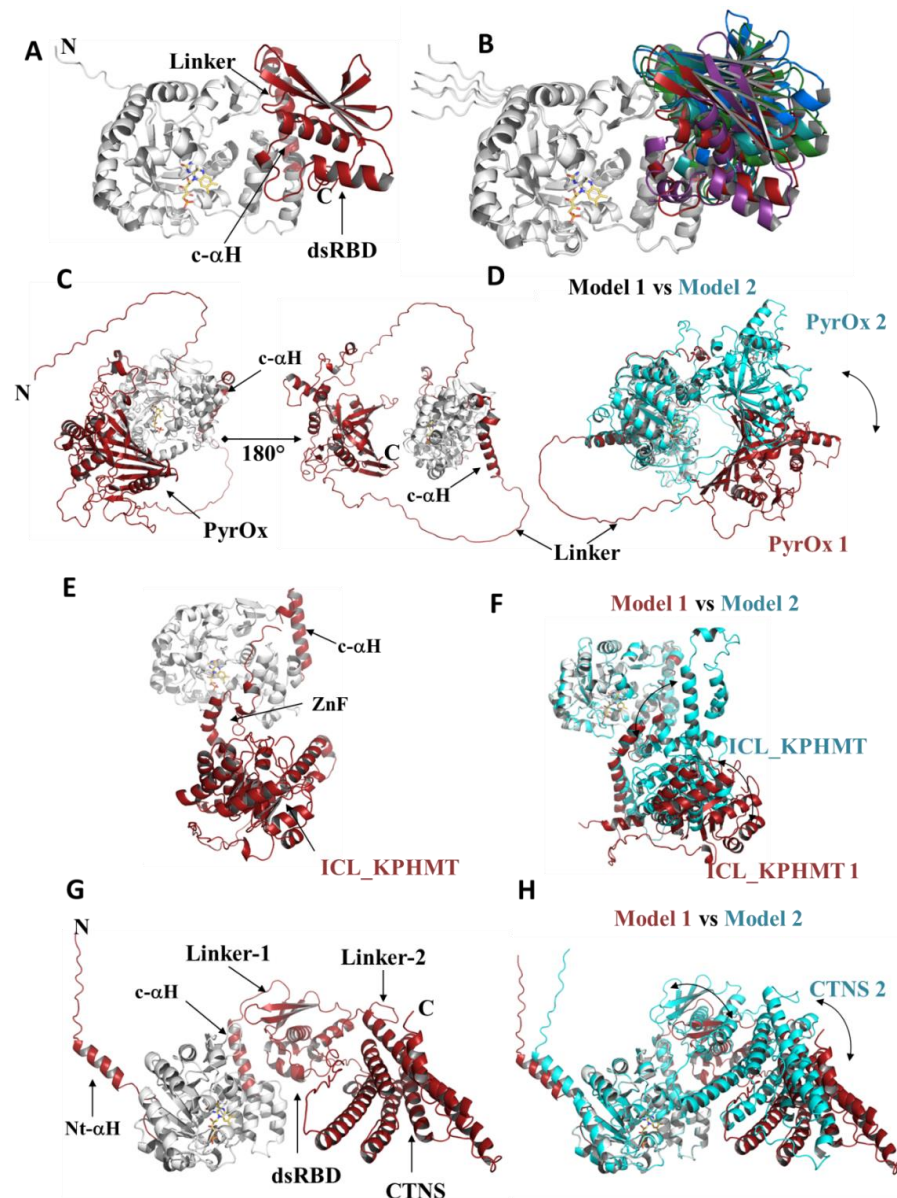 A
N
Linker
C
c-αH
dsRBD
B
C
N
c-αH
180°
PyrOx
C
c-αH
Linker
D
Model 1 vs Model 2
PyrOx 2
PyrOx 1
E
c-αH
ZnF
ICL_KPHMT
F
Model 1 vs Model 2
ICL_KPHMT
ICL_KPHMT 1
G
N
Linker-1
Linker-2
c-αH
C
Nt-αH
dsRBD
CTNS
H
Model 1 vs Model 2
CTNS 2